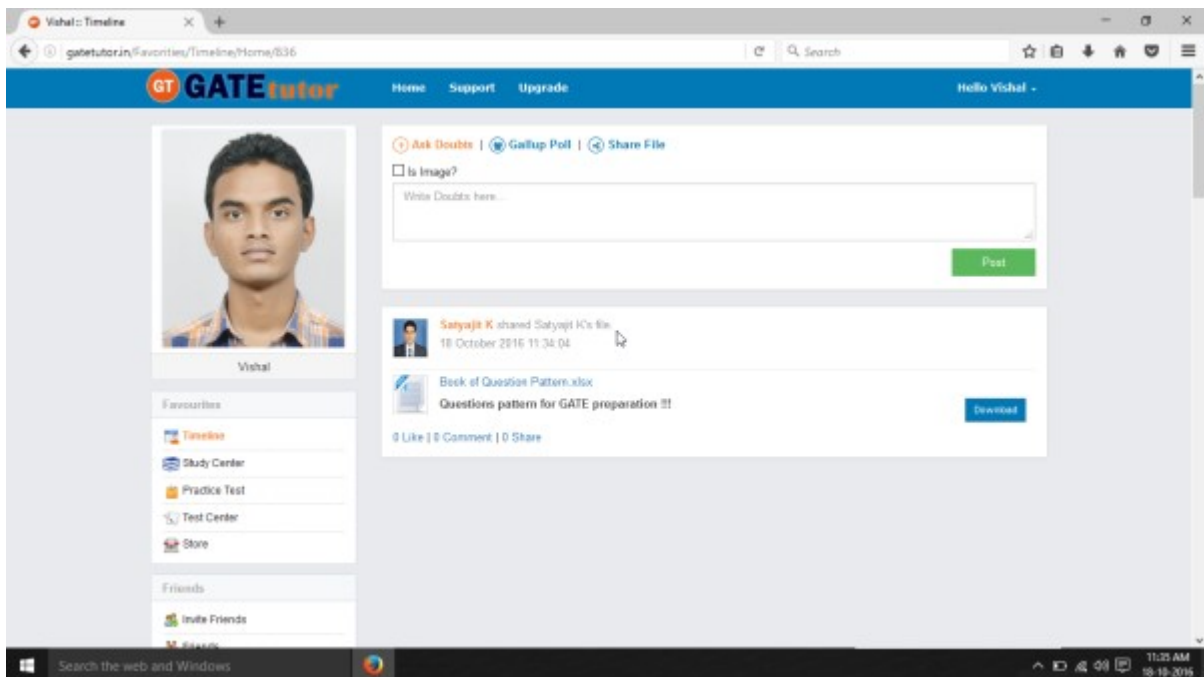 Vishal :: Timeline
gatetutor.in/Favorities/Timeline/Home/836
Search
GT GATEtutor
Home Support Upgrade
Hello Vishal
Ask Doubts | Gallup Poll | Share File
Is Image?
Write Doubts here...
Post
Vishal
Satyajit K shared Satyajit K's file.
18 October 2016 11:34:04
Book of Question Pattern.xlsx
Questions pattern for GATE preparation !!!
Download
0 Like | 0 Comment | 0 Share
Favourites
Timeline
Study Center
Practice Test
Test Center
Store
Friends
Invite Friends
Friends
Search the web and Windows
11:35 AM
18-10-2016